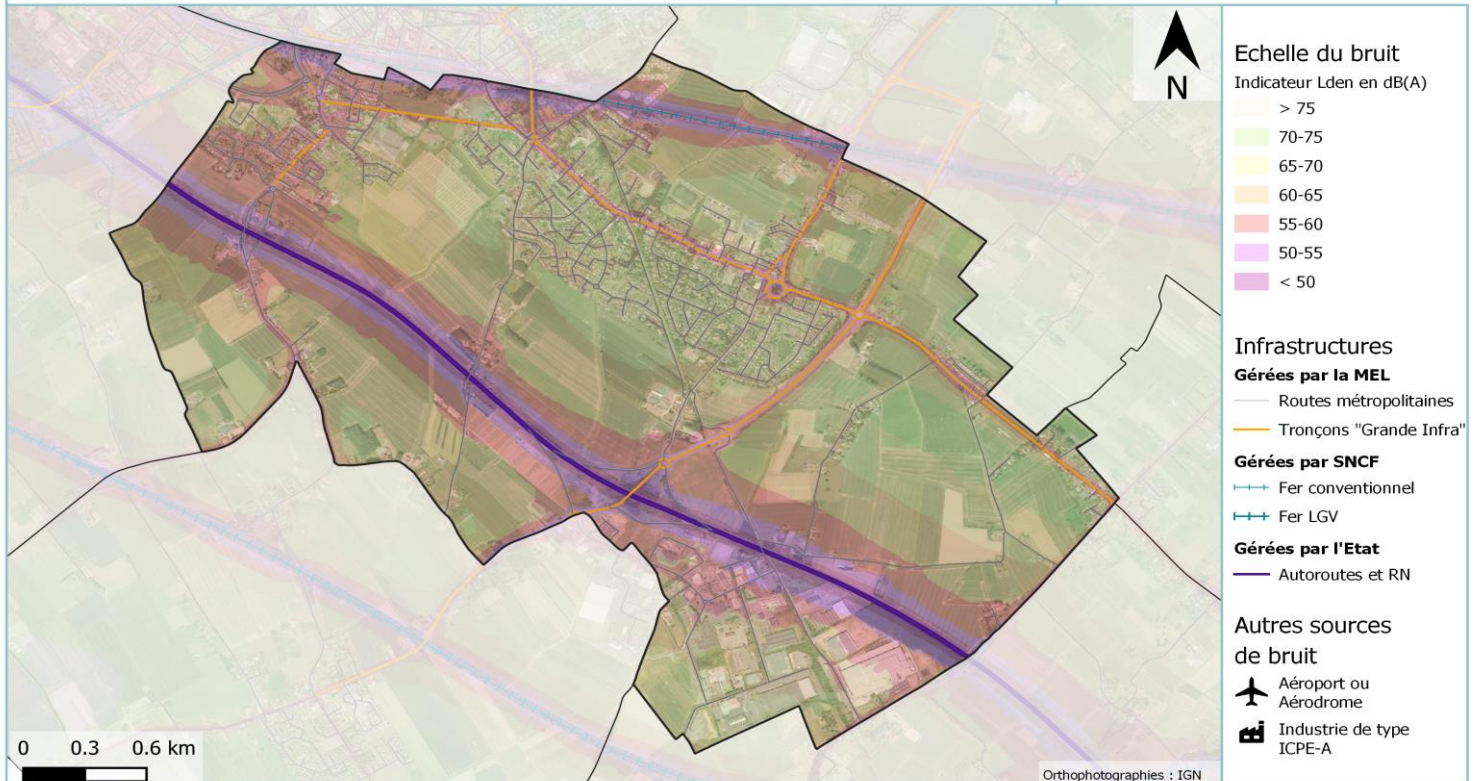 N
0 0.3 0.6 km
Orthophotographies : IGN
Echelle du bruit
Indicateur Lden en dB(A)
> 75
70-75
65-70
60-65
55-60
50-55
< 50
Infrastructures
Gérées par la MEL
Routes métropolitaines
Tronçons "Grande Infra"
Gérées par SNCF
Fer conventionnel
Fer LGV
Gérées par l'Etat
Autoroutes et RN
Autres sources
de bruit
Aéroport ou
Aérodrome
Industrie de type
ICPE-A